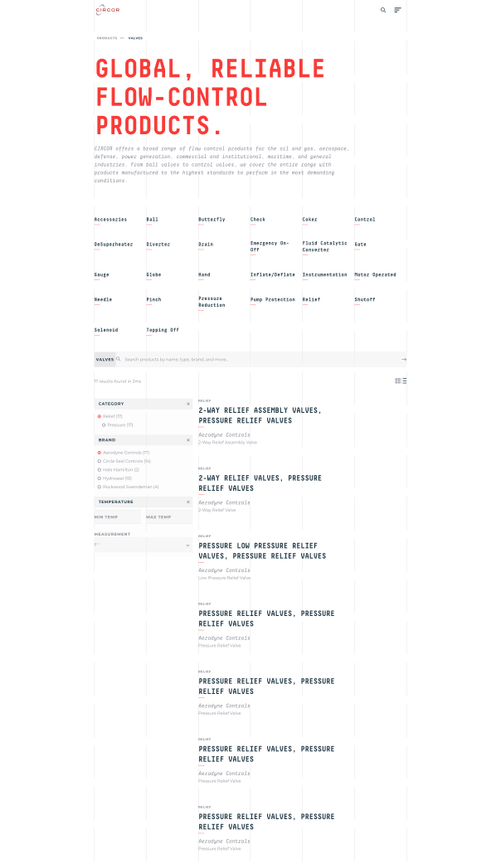 CIRCOR
PRODUCTS — VALVES
GLOBAL, RELIABLE
FLOW-CONTROL
PRODUCTS.
CIRCOR offers a broad range of flow control products for the oil and gas, aerospace,
defense, power generation, commercial and institutional, maritime, and general
industries. From ball valves to control valves, we cover the entire range with
products manufactured to the highest standards to perform in the most demanding
conditions.
Accessories Ball Butterfly Check Coker Control
DeSuperheater Diverter Drain Emergency On-Off Fluid Catalytic Converter Gate
Gauge Globe Hand Inflate/Deflate Instrumentation Motor Operated
Needle Pinch Pressure Reduction Pump Protection Relief Shutoff
Solenoid Topping Off
VALVES Search products by name, type, brand, and more.
17 results found in
CATEGORY
Relief (17)
Pressure (17)
BRAND
Aerodyne Controls (17)
Circle Seal Controls (14)
Hale Hamilton (2)
Hydroseal (10)
Rockwood Swendeman (4)
TEMPERATURE
MIN TEMP MAX TEMP
MEASUREMENT
RELIEF
2-WAY RELIEF ASSEMBLY VALVES,
PRESSURE RELIEF VALVES
Aerodyne Controls
2-Way Relief Assembly Valve
RELIEF
2-WAY RELIEF VALVES, PRESSURE
RELIEF VALVES
Aerodyne Controls
2-Way Relief Valve
RELIEF
PRESSURE LOW PRESSURE RELIEF
VALVES, PRESSURE RELIEF VALVES
Aerodyne Controls
Low Pressure Relief Valve
RELIEF
PRESSURE RELIEF VALVES, PRESSURE
RELIEF VALVES
Aerodyne Controls
Pressure Relief Valve
RELIEF
PRESSURE RELIEF VALVES, PRESSURE
RELIEF VALVES
Aerodyne Controls
Pressure Relief Valve
RELIEF
PRESSURE RELIEF VALVES, PRESSURE
RELIEF VALVES
Aerodyne Controls
Pressure Relief Valve
RELIEF
PRESSURE RELIEF VALVES, PRESSURE
RELIEF VALVES
Aerodyne Controls
Pressure Relief Valve